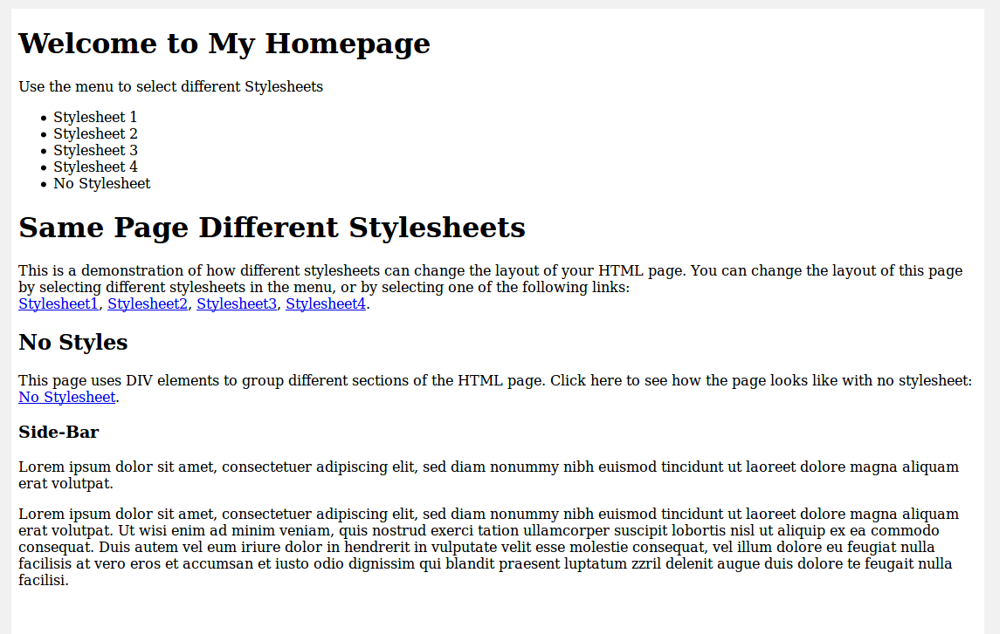 Welcome to My Homepage
Use the menu to select different Stylesheets
Stylesheet 1
Stylesheet 2
Stylesheet 3
Stylesheet 4
No Stylesheet
Same Page Different Stylesheets
This is a demonstration of how different stylesheets can change the layout of your HTML page. You can change the layout of this page
by selecting different stylesheets in the menu, or by selecting one of the following links:
Stylesheet1, Stylesheet2, Stylesheet3, Stylesheet4.
No Styles
This page uses DIV elements to group different sections of the HTML page. Click here to see how the page looks like with no stylesheet:
No Stylesheet.
Side-Bar
Lorem ipsum dolor sit amet, consectetuer adipiscing elit, sed diam nonummy nibh euismod tincidunt ut laoreet dolore magna aliquam
erat volutpat.
Lorem ipsum dolor sit amet, consectetuer adipiscing elit, sed diam nonummy nibh euismod tincidunt ut laoreet dolore magna aliquam
erat volutpat. Ut wisi enim ad minim veniam, quis nostrud exerci tation ullamcorper suscipit lobortis nisl ut aliquip ex ea commodo
consequat. Duis autem vel eum iriure dolor in hendrerit in vulputate velit esse molestie consequat, vel illum dolore eu feugiat nulla
facilisis at vero eros et accumsan et iusto odio dignissim qui blandit praesent luptatum zzril delenit augue duis dolore te feugait nulla
facilisi.